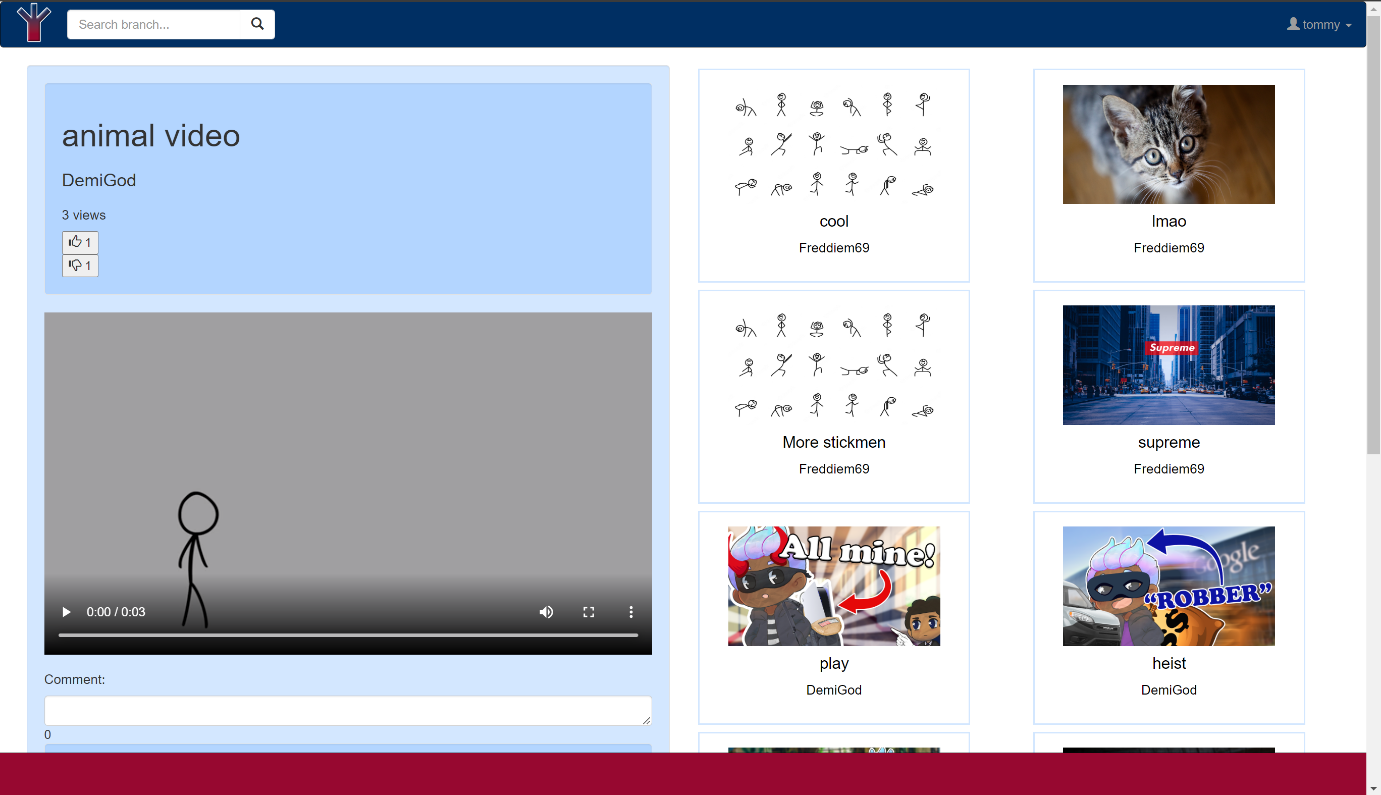 Search branch...
tommy
animal video
DemiGod
3 views
1
1
0:00 / 0:03
Comment:
0
cool
Freddiem69
lmao
Freddiem69
More stickmen
Freddiem69
Supreme
supreme
Freddiem69
All mine!
play
DemiGod
Google
"ROBBER"
heist
DemiGod